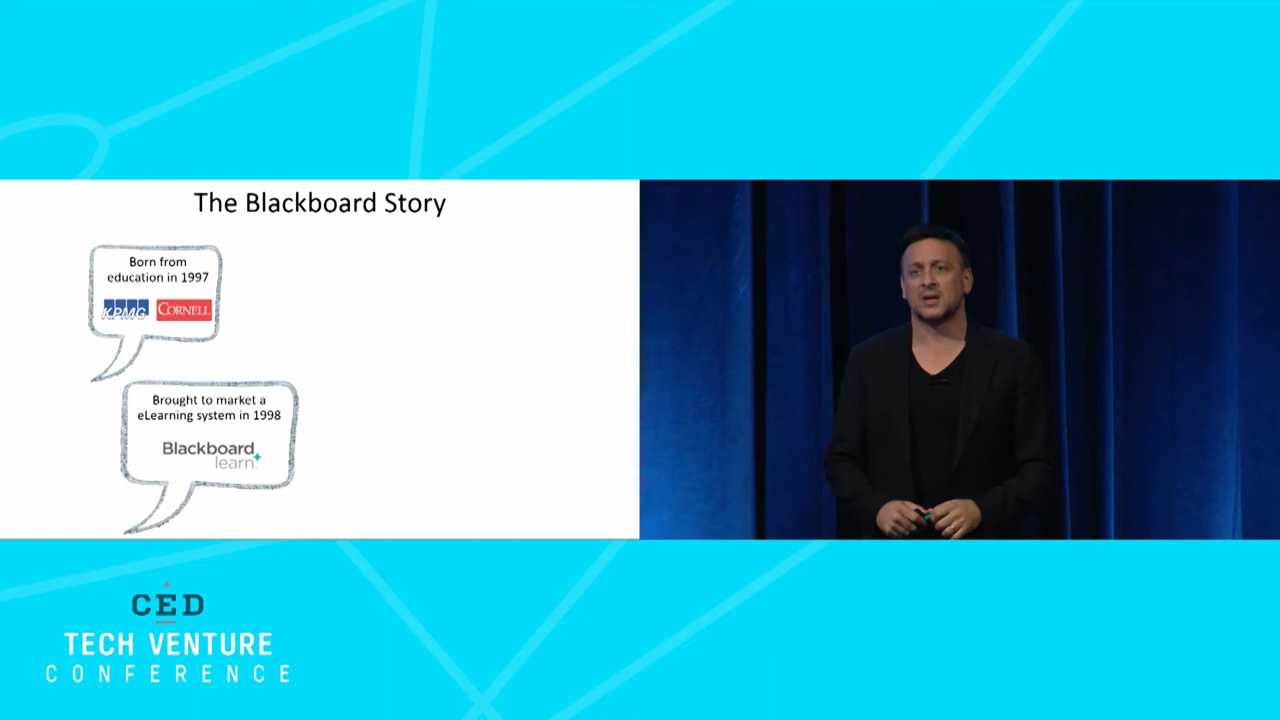 The Blackboard Story
Born from
education in 1997
KPMG CORNELL
Brought to market a
eLearning system in 1998
Blackboard
learn+
CED
TECH VENTURE
CONFERENCE